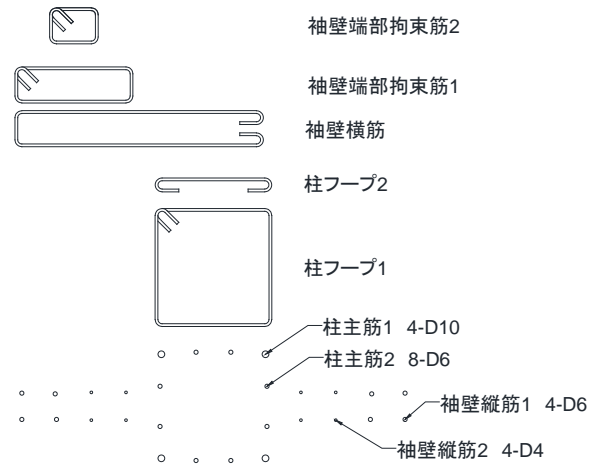 袖壁端部拘束筋2
袖壁端部拘束筋1
袖壁横筋
柱フープ2
柱フープ1
柱主筋1 4-D10
柱主筋2 8-D6
袖壁縦筋1 4-D6
袖壁縦筋2 4-D4